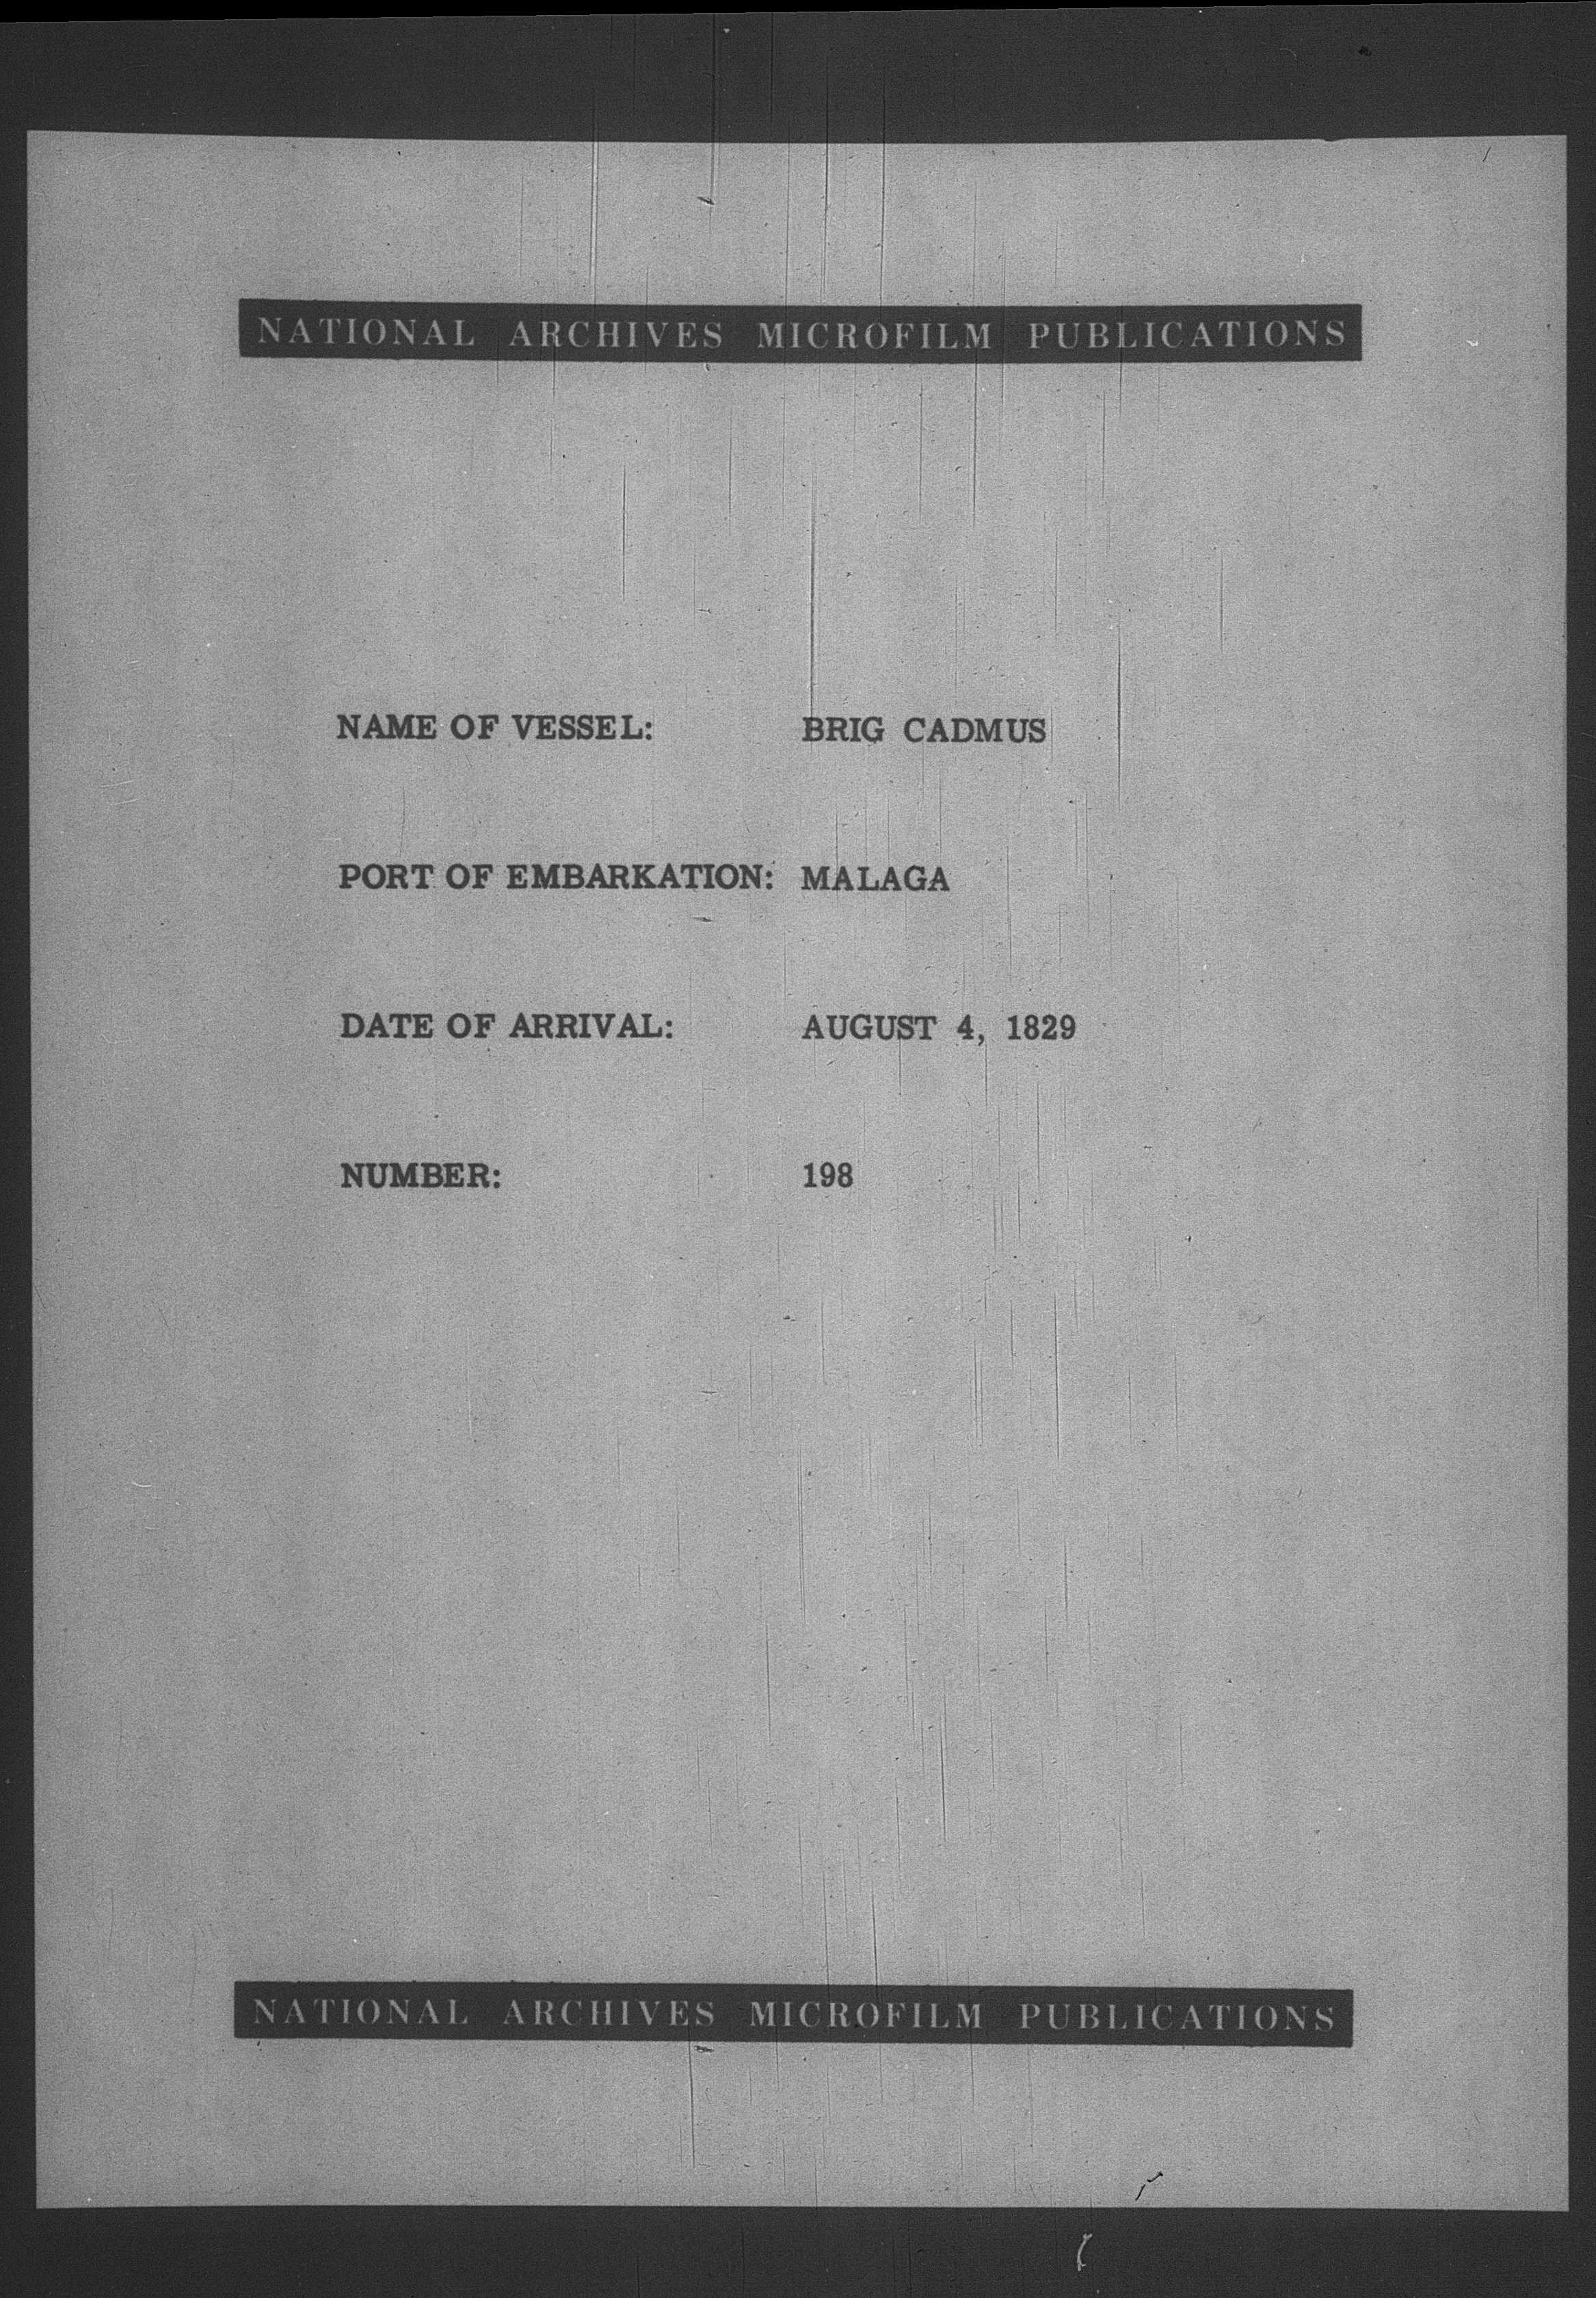 NATIONAL ARCHIVES MICROFILM PUBLICATIONS
NAME OF VESSEL: BRIG CADMUS
PORT OF EMBARKATION: MALAGA
DATE OF ARRIVAL: AUGUST 4, 1829
NUMBER: 198
NATIONAL ARCHIVES MICROFILM PUBLICATIONS